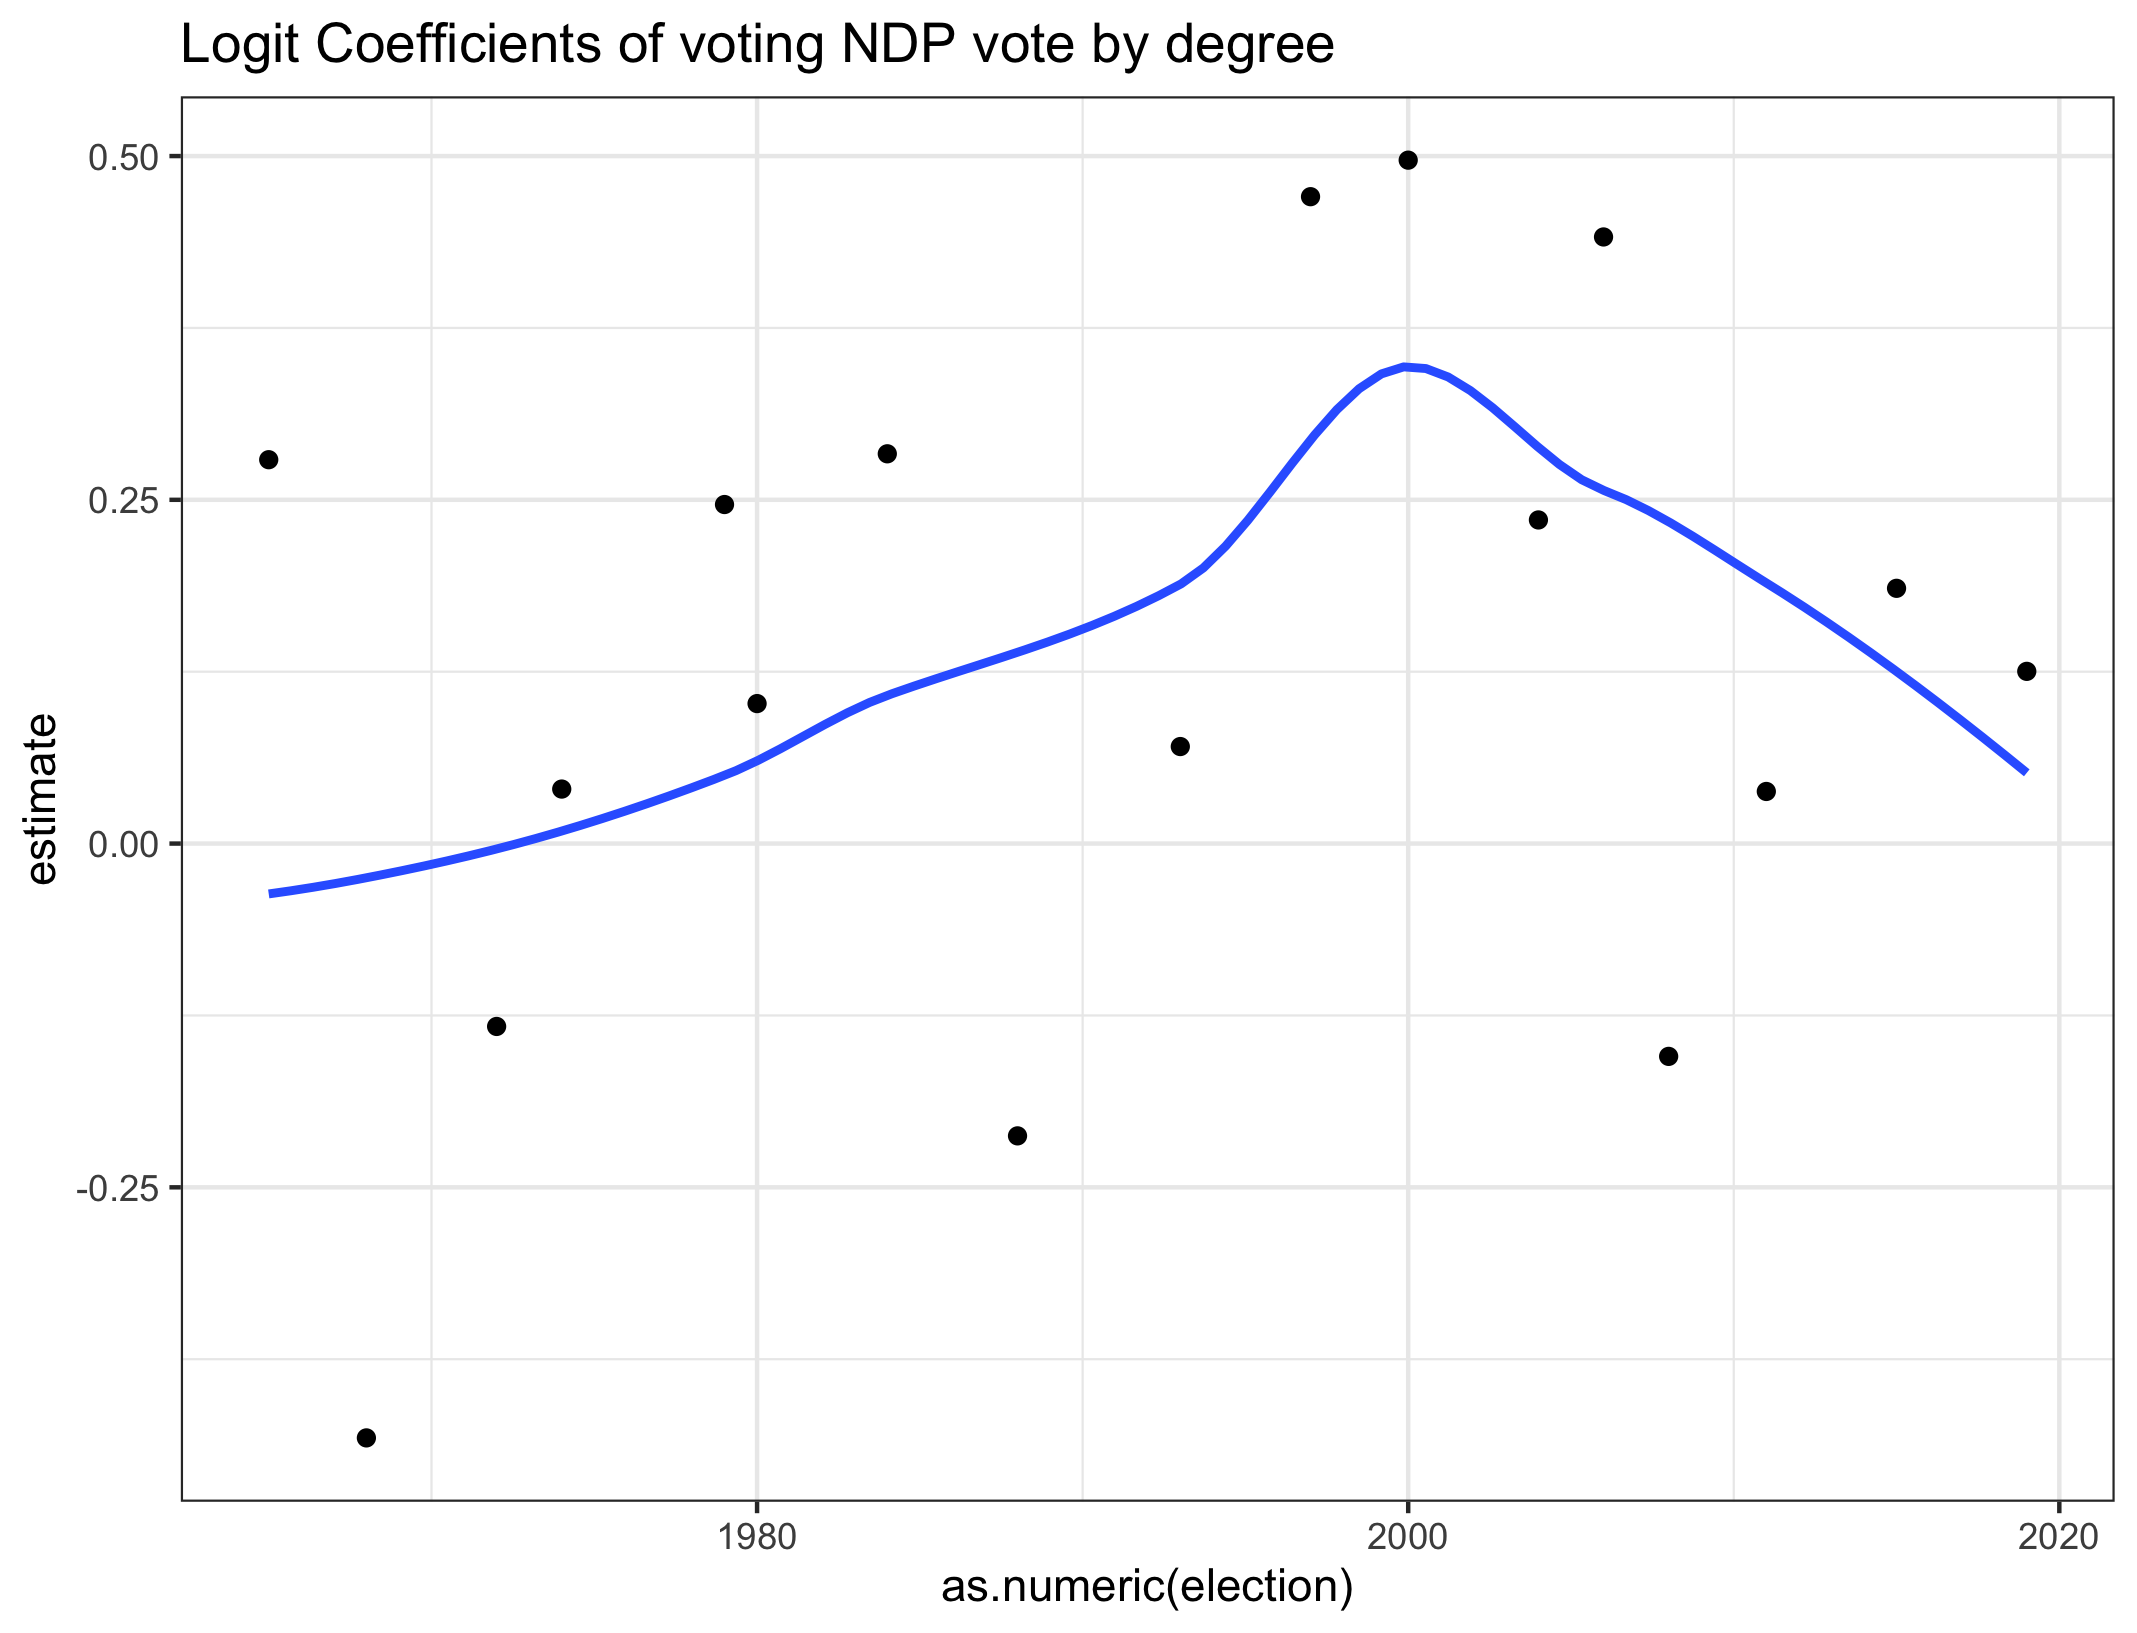 Logit Coefficients of voting NDP vote by degree
0.50
0.25
0.00
-0.25
estimate
1980
2000
2020
as.numeric(election)